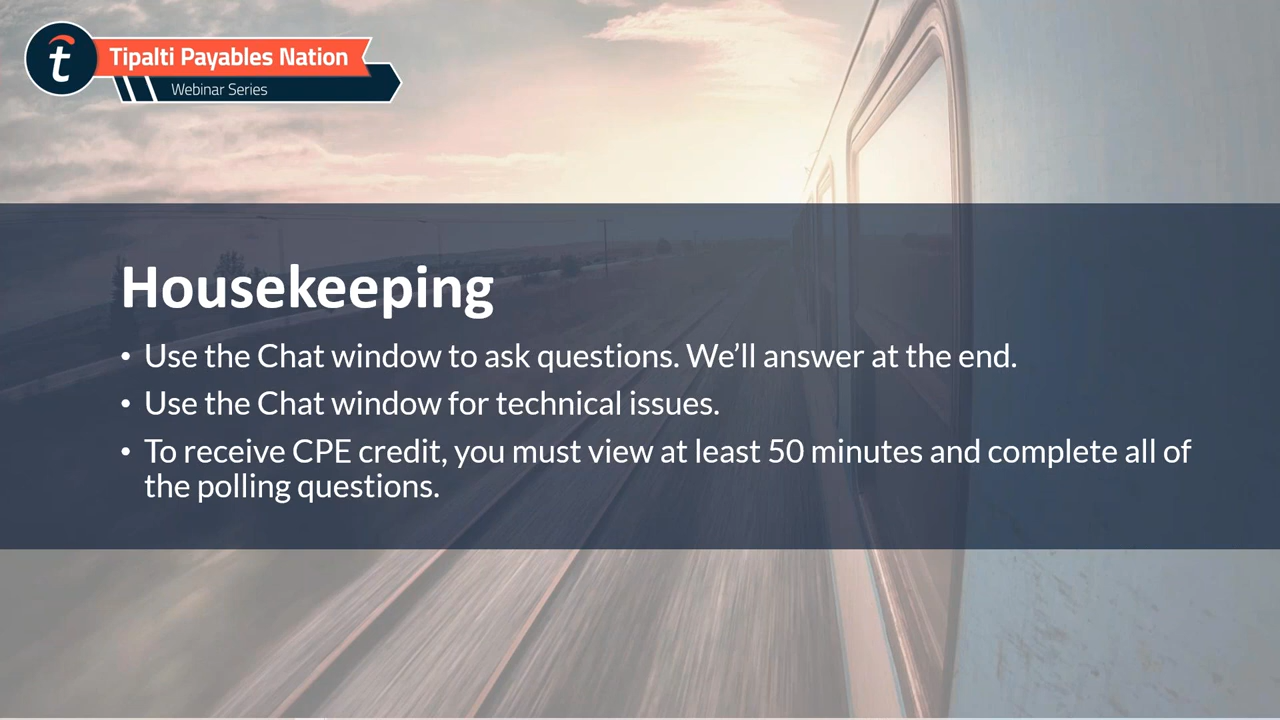 t
Tipalti Payables Nation
Webinar Series
Housekeeping
• Use the Chat window to ask questions. We’ll answer at the end.
• Use the Chat window for technical issues.
• To receive CPE credit, you must view at least 50 minutes and complete all of
the polling questions.